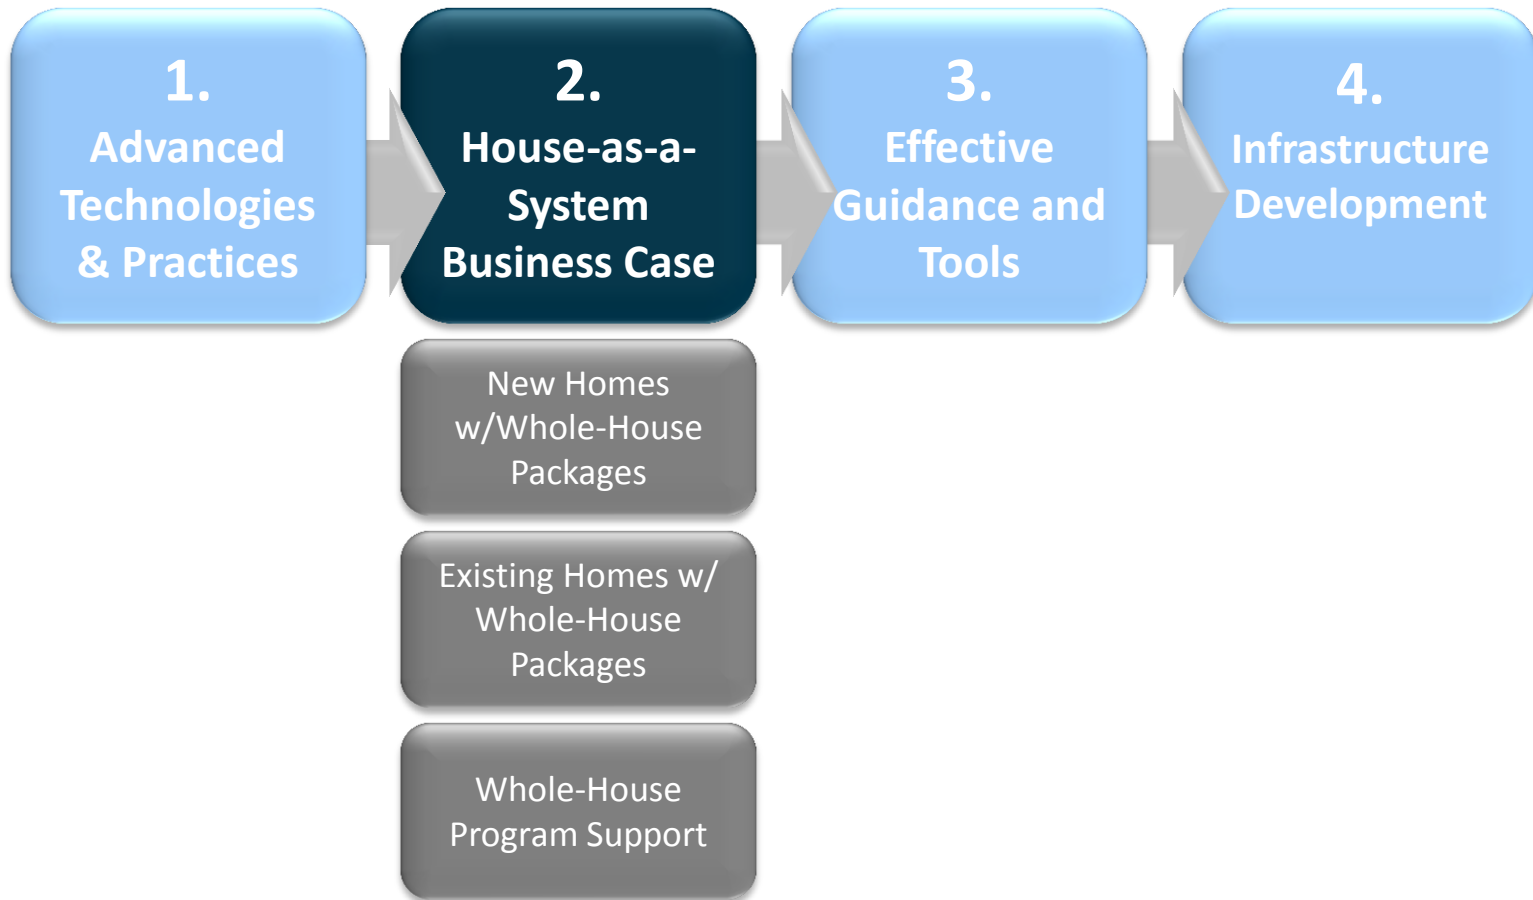 1.
Advanced
Technologies
& Practices
2.
House-as-a-
System
Business Case
3.
Effective
Guidance and
Tools
4.
Infrastructure
Development
New Homes
w/Whole-House
Packages
Existing Homes w/
Whole-House
Packages
Whole-House
Program Support